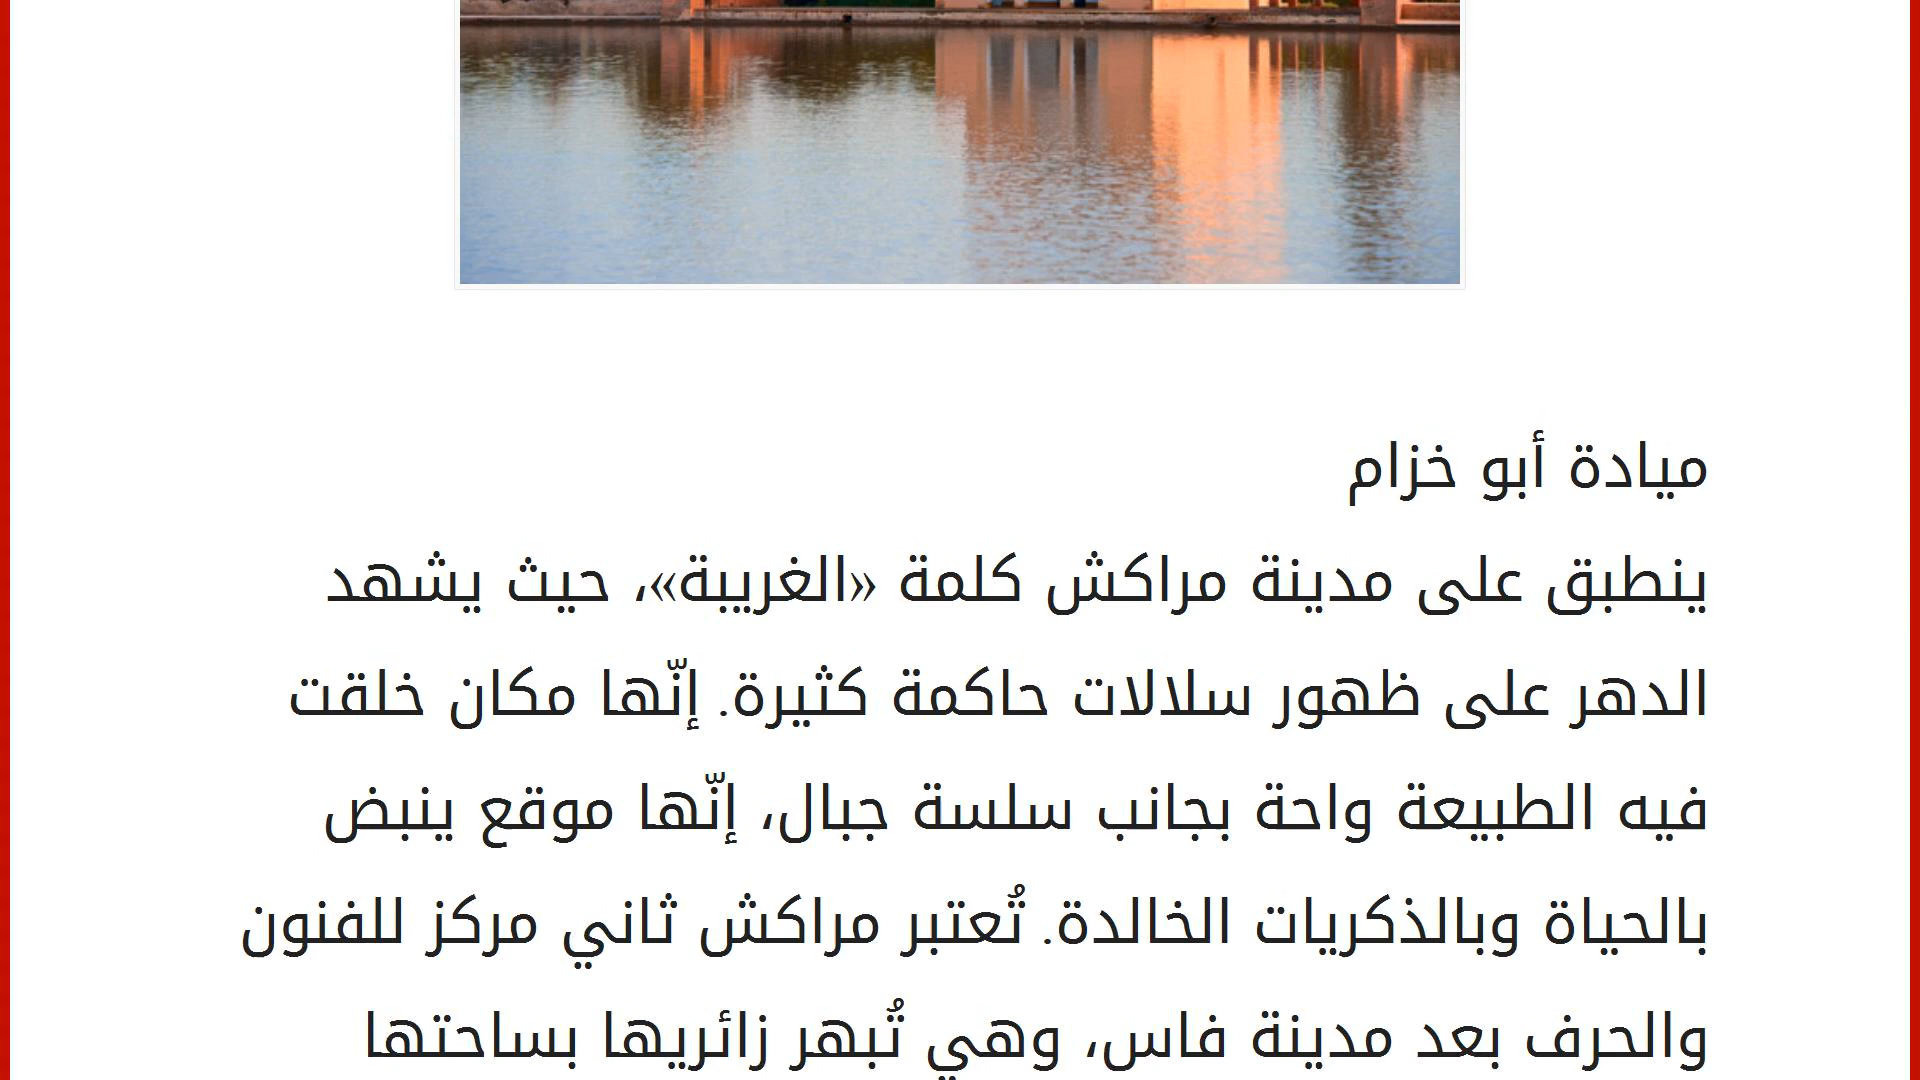 ميادة أبو خزام
ينطبق على مدينة مراكش كلمة «الغريبة»، حيث يشهد
الدهر على ظهور سلالات حاكمة كثيرة. إنّها مكان خلقت
فيه الطبيعة واحة بجانب سلسة جبال، إنّها موقع ينبض
بالحياة وبالذكريات الخالدة. تُعتبر مراكش ثاني مركز للفنون
والحرف بعد مدينة فاس، وهي تُبهر زائريها بساحتها